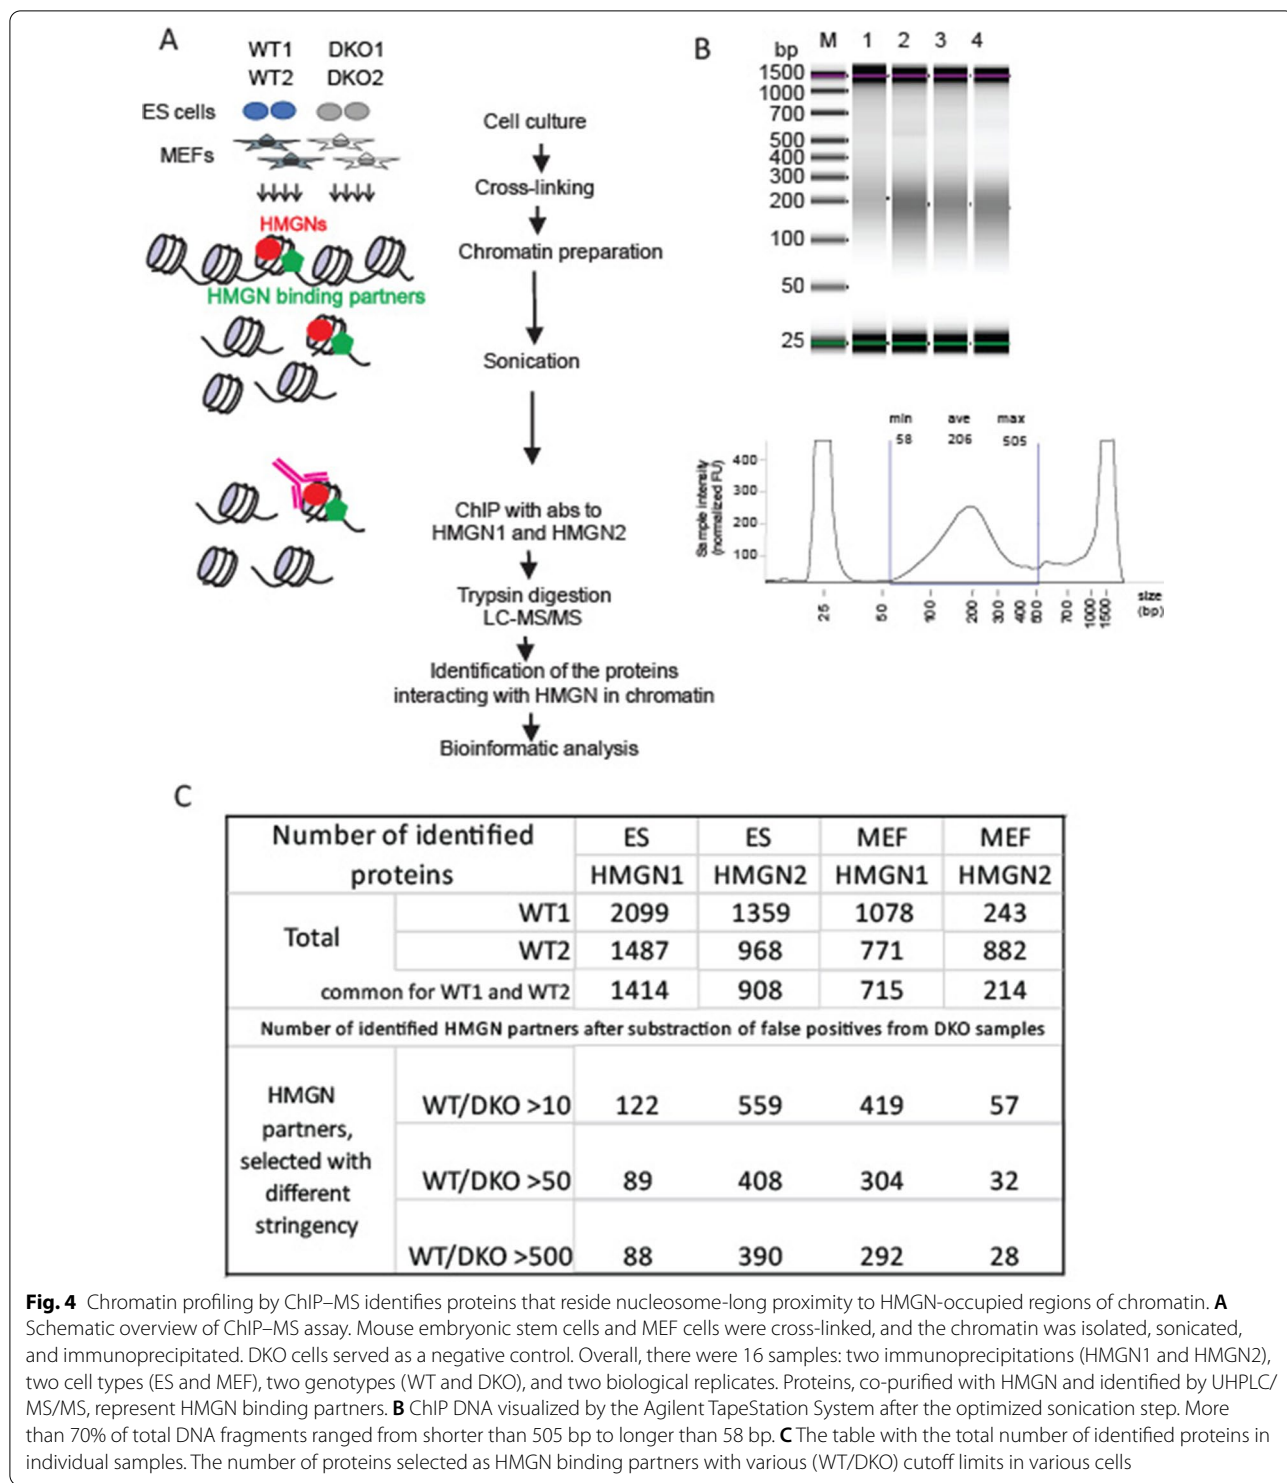 A
WT1 DKO1
WT2 DKO2
ES cells
MEFs
HMGNs
HMGN binding partners
Cell culture
Cross-linking
Chromatin preparation
Sonication
ChIP with abs to
HMGN1 and HMGN2
Trypsin digestion
LC-MS/MS
Identification of the proteins
interacting with HMGN in chromatin
Bioinformatic analysis
B
bp M 1 2 3 4
1500
1000
700
500
400
300
200
100
50
25
min ave max
58 206 505
Sample intensity
(normalized FU)
400
300
200
100
25 50 100 200 300 400 500 700 1000 1500
size
(bp)
C
Number of identified proteins ES ES MEF MEF
HMGN1 HMGN2 HMGN1 HMGN2
Total WT1 2099 1359 1078 243
WT2 1487 968 771 882
common for WT1 and WT2 1414 908 715 214
Number of identified HMGN partners after substraction of false positives from DKO samples
HMGN
partners,
selected with
different
stringency
WT/DKO >10 122 559 419 57
WT/DKO >50 89 408 304 32
WT/DKO >500 88 390 292 28
Fig. 4 Chromatin profiling by ChIP–MS identifies proteins that reside nucleosome-long proximity to HMGN-occupied regions of chromatin. A
Schematic overview of ChIP–MS assay. Mouse embryonic stem cells and MEF cells were cross-linked, and the chromatin was isolated, sonicated,
and immunoprecipitated. DKO cells served as a negative control. Overall, there were 16 samples: two immunoprecipitations (HMGN1 and HMGN2),
two cell types (ES and MEF), two genotypes (WT and DKO), and two biological replicates. Proteins, co-purified with HMGN and identified by UHPLC/
MS/MS, represent HMGN binding partners. B ChIP DNA visualized by the Agilent TapeStation System after the optimized sonication step. More
than 70% of total DNA fragments ranged from shorter than 505 bp to longer than 58 bp. C The table with the total number of identified proteins in
individual samples. The number of proteins selected as HMGN binding partners with various (WT/DKO) cutoff limits in various cells